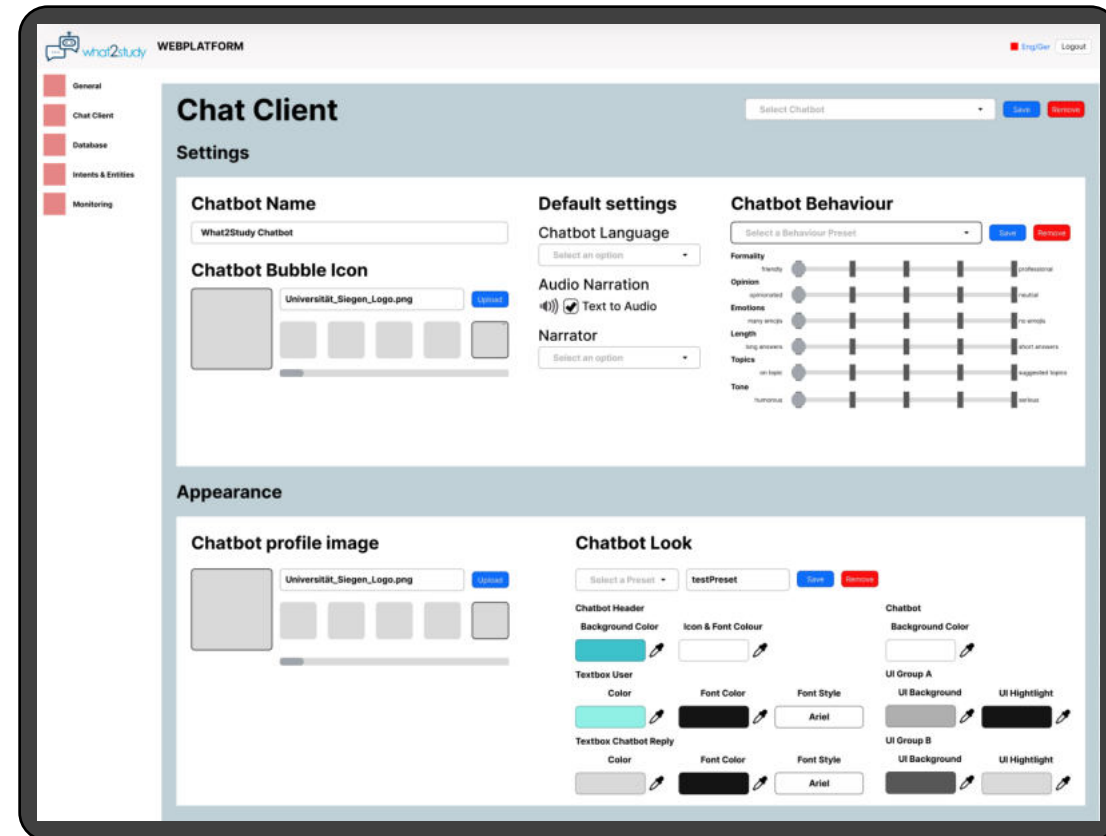 what2study WEBPLATFORM
Eng/Ger Logout
General
Chat Client
Database
Intents & Entities
Monitoring
Chat Client
Select Chatbot
Save Remove
Settings
Chatbot Name
What2Study Chatbot
Chatbot Bubble Icon
Universität_Siegen_Logo.png Upload
Default settings
Chatbot Language
Select an option
Audio Narration
Text to Audio
Narrator
Select an option
Chatbot Behaviour
Select a Behaviour Preset Save Remove
Formality
friendly professional
Opinion
opinionated neutral
Emotions
many emojis no emojis
Length
long answers short answers
Topics
on topic suggested topics
Tone
humorous serious
Appearance
Chatbot profile image
Universität_Siegen_Logo.png Upload
Chatbot Look
Select a Preset testPreset Save Remove
Chatbot Header
Background Color Icon & Font Colour
Chatbot
Background Color
Textbox User
Color Font Color Font Style
Ariel
UI Group A
UI Background UI Hightlight
Textbox Chatbot Reply
Color Font Color Font Style
Ariel
UI Group B
UI Background UI Hightlight